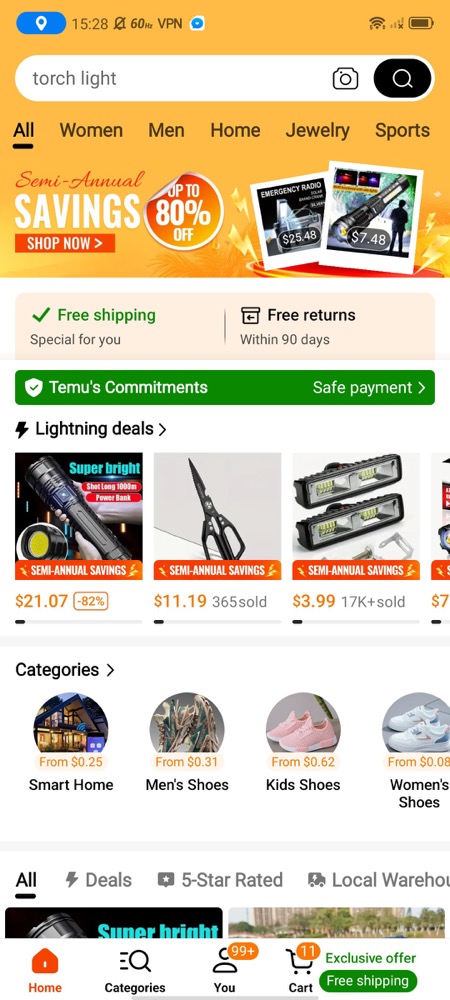 15:28 60Hz VPN
torch light
All Women Men Home Jewelry Sports
Semi-Annual
SAVINGS
SHOP NOW >
UP TO
80%
OFF
EMERGENCY RADIO
SOLAR
$25.48
$7.48
Free shipping
Special for you
Free returns
Within 90 days
Temu's Commitments Safe payment >
Lightning deals >
Super bright
Shot Long 1000m
Power Bank
SEMI-ANNUAL SAVINGS
SEMI-ANNUAL SAVINGS
SEMI-ANNUAL SAVINGS
$21.07 -82%
$11.19 365sold
$3.99 17K+sold
$7
Categories >
From $0.25
From $0.31
From $0.62
From $0.08
Smart Home
Men's Shoes
Kids Shoes
Women's
Shoes
All Deals 5-Star Rated Local Warehou
Super bright
99+
11
Home
Categories
You
Cart
Exclusive offer
Free shipping